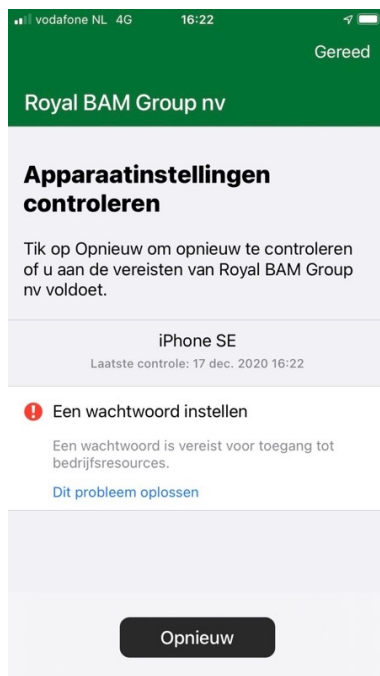 vodafone NL 4G 16:22
Gereed
Royal BAM Group nv
Apparaatinstellingen
controleren
Tik op Opnieuw om opnieuw te controleren
of u aan de vereisten van Royal BAM Group
nv voldoet.
iPhone SE
Laatste controle: 17 dec. 2020 16:22
Een wachtwoord instellen
Een wachtwoord is vereist voor toegang tot
bedrijfsresources.
Dit probleem oplossen
Opnieuw